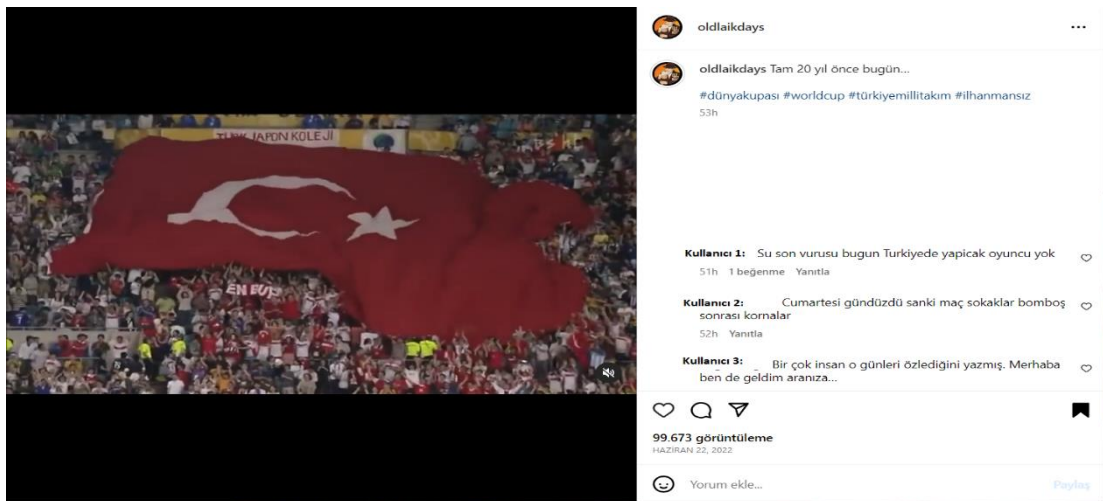 TÜRK JAPON KOLEJİ
oldlaikdays
oldlaikdays Tam 20 yıl önce bugün...
#dünyakupası #worldcup #türkiyemillitakım #ilhanmansız
53h
Kullanıcı 1: Su son vurusu bugun Turkiyede yapicak oyuncu yok
51h 1 beğenme Yanıtla
Kullanıcı 2: Cumartesi gündüzdü sanki maç sokaklar bomboş
sonrası kornalar
52h Yanıtla
Kullanıcı 3: Bir çok insan o günleri özlediğini yazmış. Merhaba
ben de geldim aranıza...
99.673 görüntüleme
HAZIRAN 22, 2022
Yorum ekle...
Paylaş